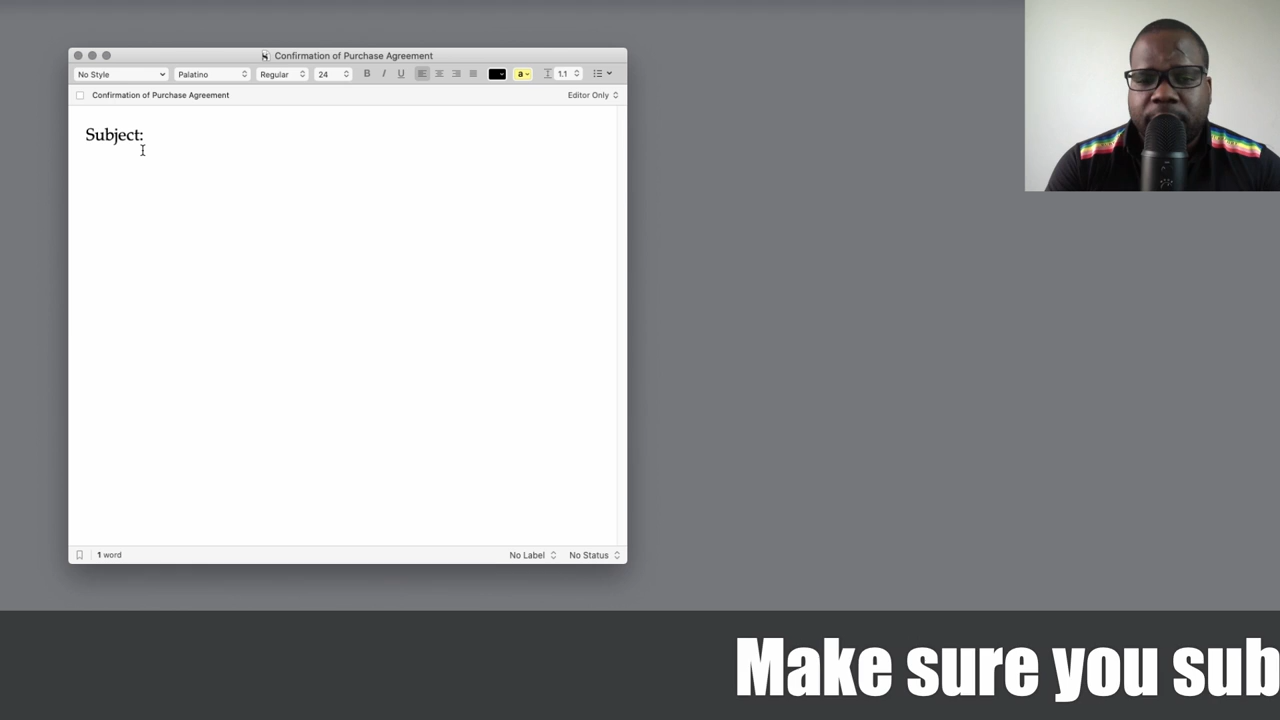 Confirmation of Purchase Agreement
No Style Palatino Regular 24 B I U a 1.1
Confirmation of Purchase Agreement Editor Only
Subject:
1 word No Label No Status
Make sure you sub